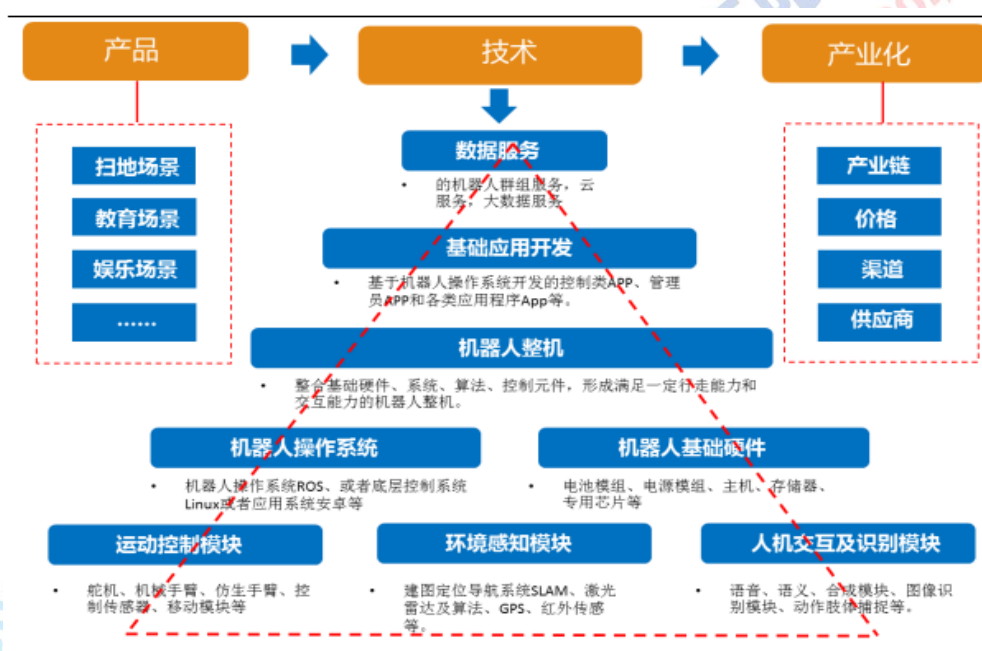 产品
技术
产业化
扫地场景
教育场景
娱乐场景
……
数据服务
• 的机器人群组服务，云
服务，大数据服务
基础应用开发
• 基于机器人操作系统开发的控制类APP、管理
员APP和各类应用程序App等。
机器人整机
• 整合基础硬件、系统、算法、控制元件，形成满足一定行走能力和
交互能力的机器人整机。
机器人操作系统
• 机器人操作系统ROS、或者底层控制系统
Linux或者应用系统安卓等
机器人基础硬件
• 电池模组、电源模组、主机、存储器、
专用芯片等
运动控制模块
• 舵机、机械手臂、仿生手臂、控
制传感器、移动模块等
环境感知模块
• 建图定位导航系统SLAM、激光
雷达及算法、GPS、红外传感
等。
人机交互及识别模块
• 语音、语义、合成模块、图像识
别模块、动作肢体捕捉等。
产业链
价格
渠道
供应商